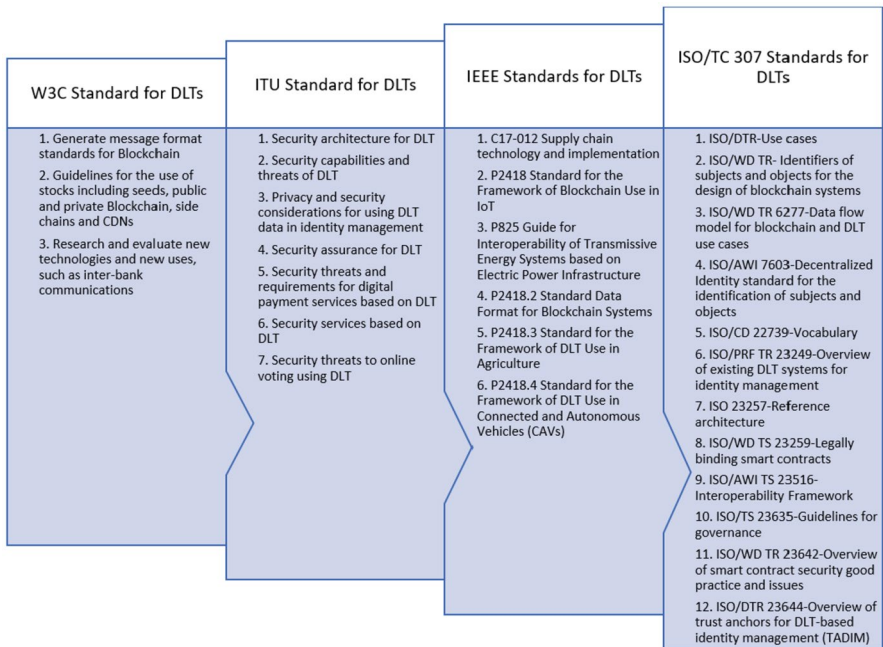 W3C Standard for DLTs
1. Generate message format
standards for Blockchain
2. Guidelines for the use of
stocks including seeds, public
and private Blockchain, side
chains and CDNs
3. Research and evaluate new
technologies and new uses,
such as inter-bank
communications
ITU Standard for DLTs
1. Security architecture for DLT
2. Security capabilities and
threats of DLT
3. Privacy and security
considerations for using DLT
data in identity management
4. Security assurance for DLT
5. Security threats and
requirements for digital
payment services based on DLT
6. Security services based on
DLT
7. Security threats to online
voting using DLT
IEEE Standards for DLTs
1. C17-012 Supply chain
technology and implementation
2. P2418 Standard for the
Framework of Blockchain Use in
IoT
3. P825 Guide for
Interoperability of Transmissive
Energy Systems based on
Electric Power Infrastructure
4. P2418.2 Standard Data
Format for Blockchain Systems
5. P2418.3 Standard for the
Framework of DLT Use in
Agriculture
6. P2418.4 Standard for the
Framework of DLT Use in
Connected and Autonomous
Vehicles (CAVs)
ISO/TC 307 Standards for
DLTs
1. ISO/DTR-Use cases
2. ISO/WD TR- Identifiers of
subjects and objects for the
design of blockchain systems
3. ISO/WD TR 6277-Data flow
model for blockchain and DLT
use cases
4. ISO/AWI 7603-Decentralized
Identity standard for the
identification of subjects and
objects
5. ISO/CD 22739-Vocabulary
6. ISO/PRF TR 23249-Overview
of existing DLT systems for
identity management
7. ISO 23257-Reference
architecture
8. ISO/WD TS 23259-Legally
binding smart contracts
9. ISO/AWI TS 23516-
Interoperability Framework
10. ISO/TS 23635-Guidelines for
governance
11. ISO/WD TR 23642-Overview
of smart contract security good
practice and issues
12. ISO/DTR 23644-Overview of
trust anchors for DLT-based
identity management (TADIM)